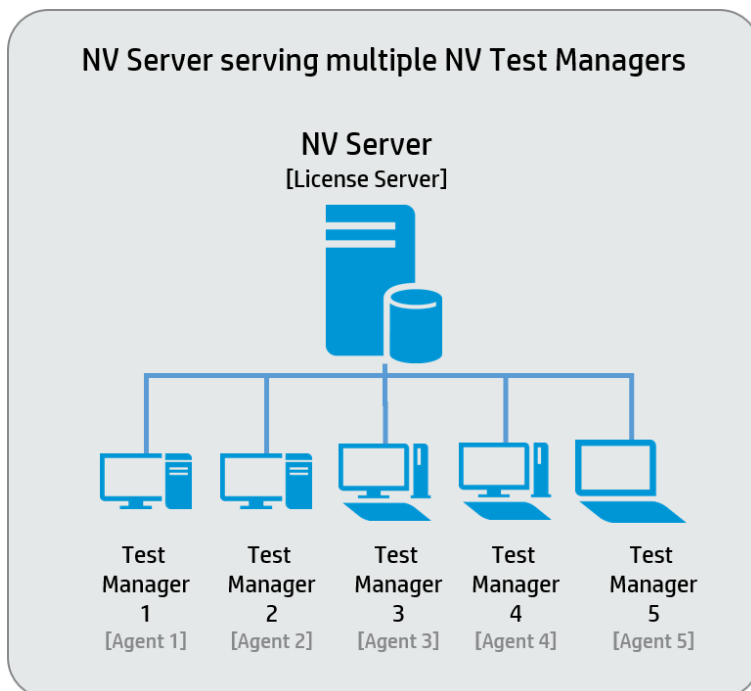 NV Server serving multiple NV Test Managers
NV Server
[License Server]
Test
Manager
1
[Agent 1]
Test
Manager
2
[Agent 2]
Test
Manager
3
[Agent 3]
Test
Manager
4
[Agent 4]
Test
Manager
5
[Agent 5]